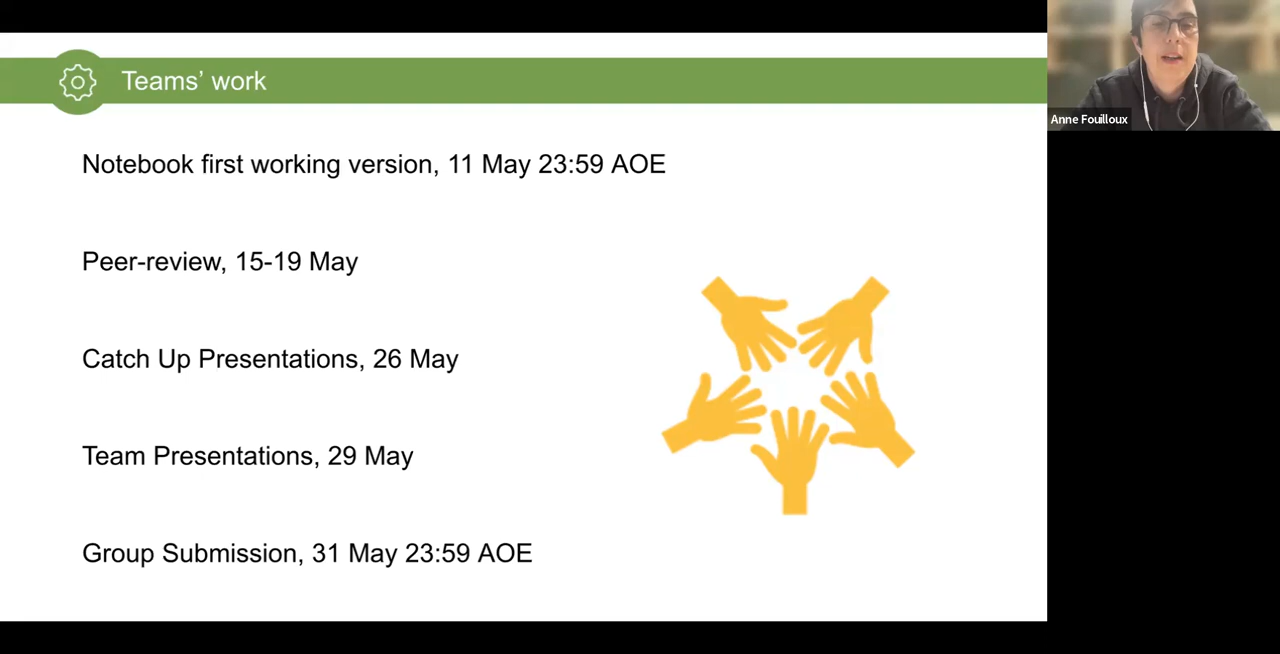 Teams’ work
Notebook first working version, 11 May 23:59 AOE
Peer-review, 15-19 May
Catch Up Presentations, 26 May
Team Presentations, 29 May
Group Submission, 31 May 23:59 AOE
Anne Fouilloux